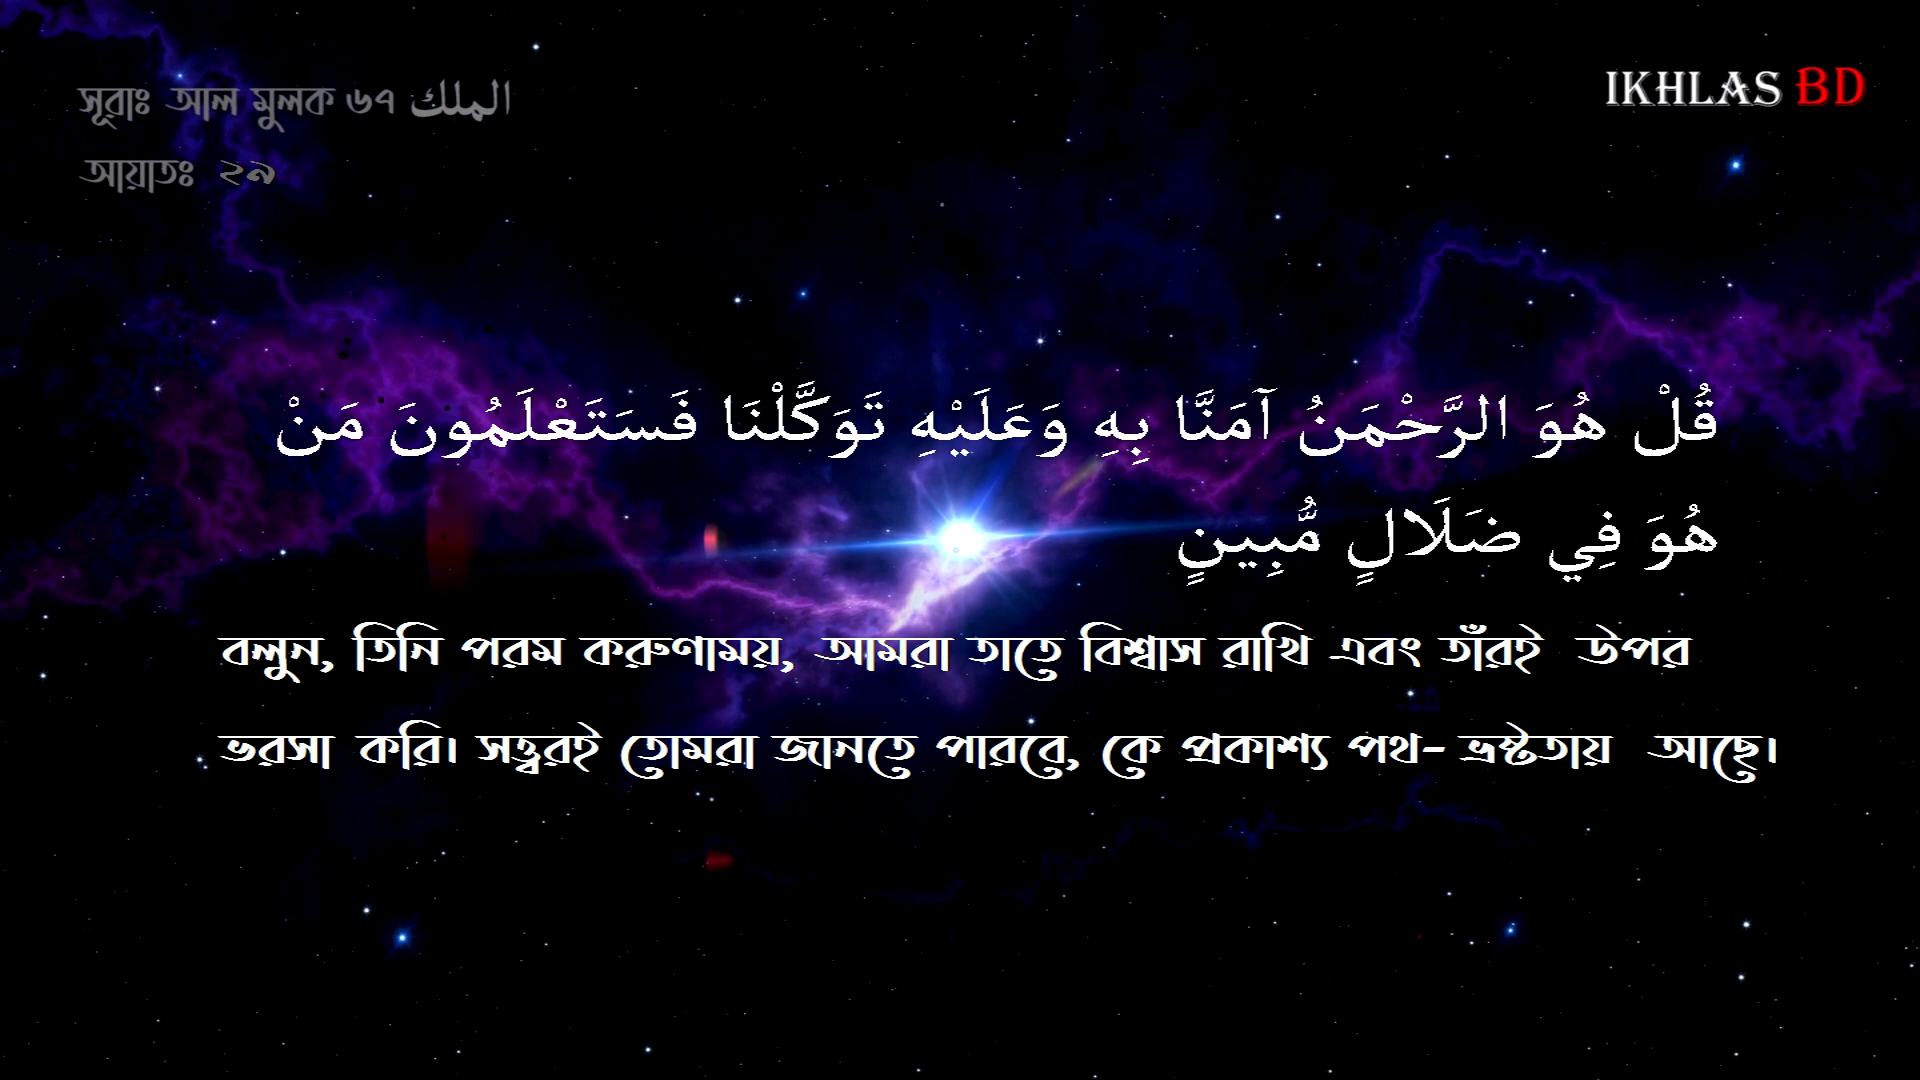 সূরাঃ আল মুলক ৬৭ الملك
IKHLAS BD
আয়াতঃ ২৯
قُلْ هُوَ الرَّحْمَنُ آمَنَّا بِهِ وَعَلَيْهِ تَوَكَّلْنَا فَسَتَعْلَمُونَ مَنْ
هُوَ فِي ضَلَالٍ مُّبِينٍ
বলুন, তিনি পরম করুণাময়, আমরা তাতে বিশ্বাস রাখি এবং তাঁরই উপর
ভরসা করি। সত্ত্বরই তোমরা জানতে পারবে, কে প্রকাশ্য পথ- ভ্রষ্টতায় আছে।